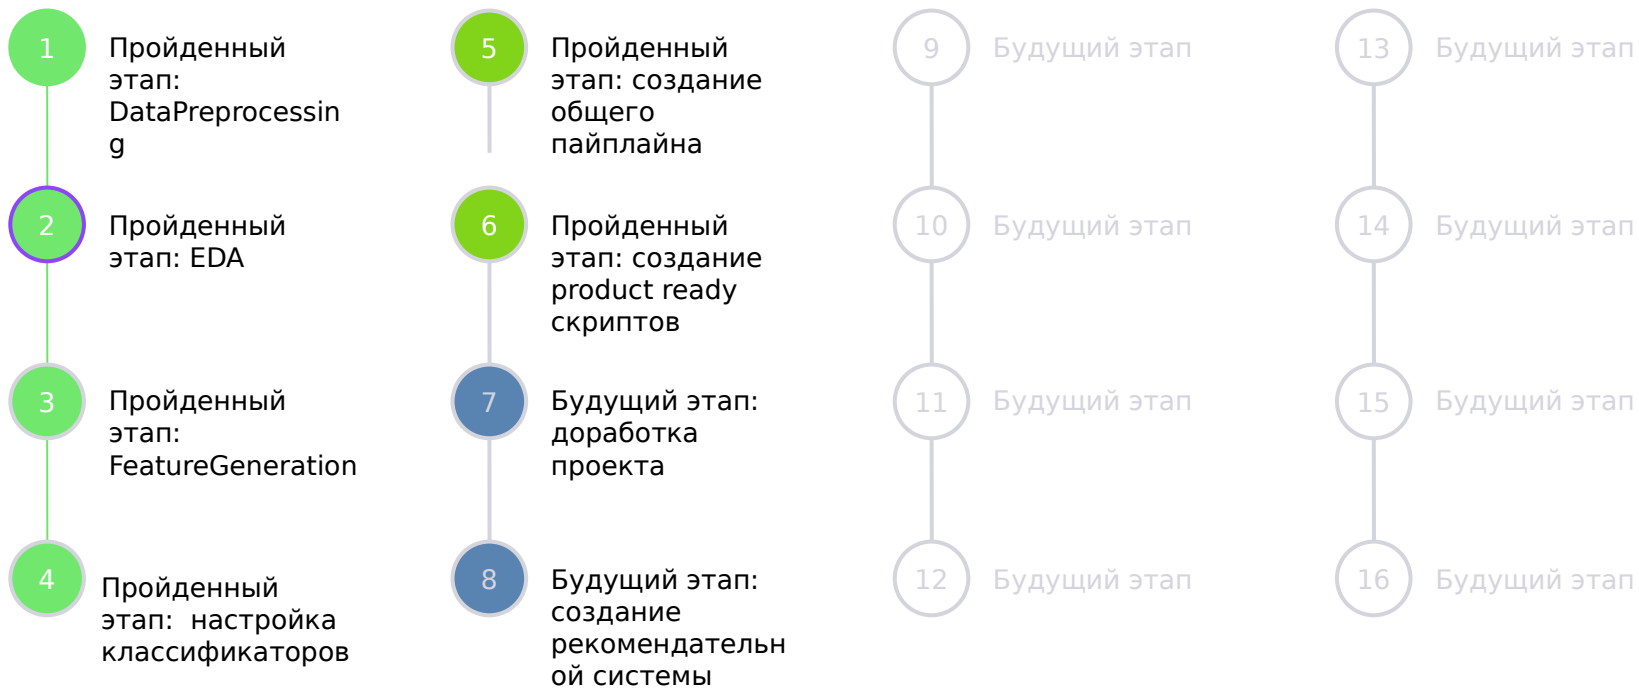 1
Пройденный
этап:
DataPreprocessin
g
2
Пройденный
этап: EDA
3
Пройденный
этап:
FeatureGeneration
4
Пройденный
этап:  настройка
классификаторов
5
Пройденный
этап: создание
общего
пайплайна
6
Пройденный
этап: создание
product ready
скриптов
7
Будущий этап:
доработка
проекта
8
Будущий этап:
создание
рекомендательн
ой системы
9
Будущий этап
10
Будущий этап
11
Будущий этап
12
Будущий этап
13
Будущий этап
14
Будущий этап
15
Будущий этап
16
Будущий этап